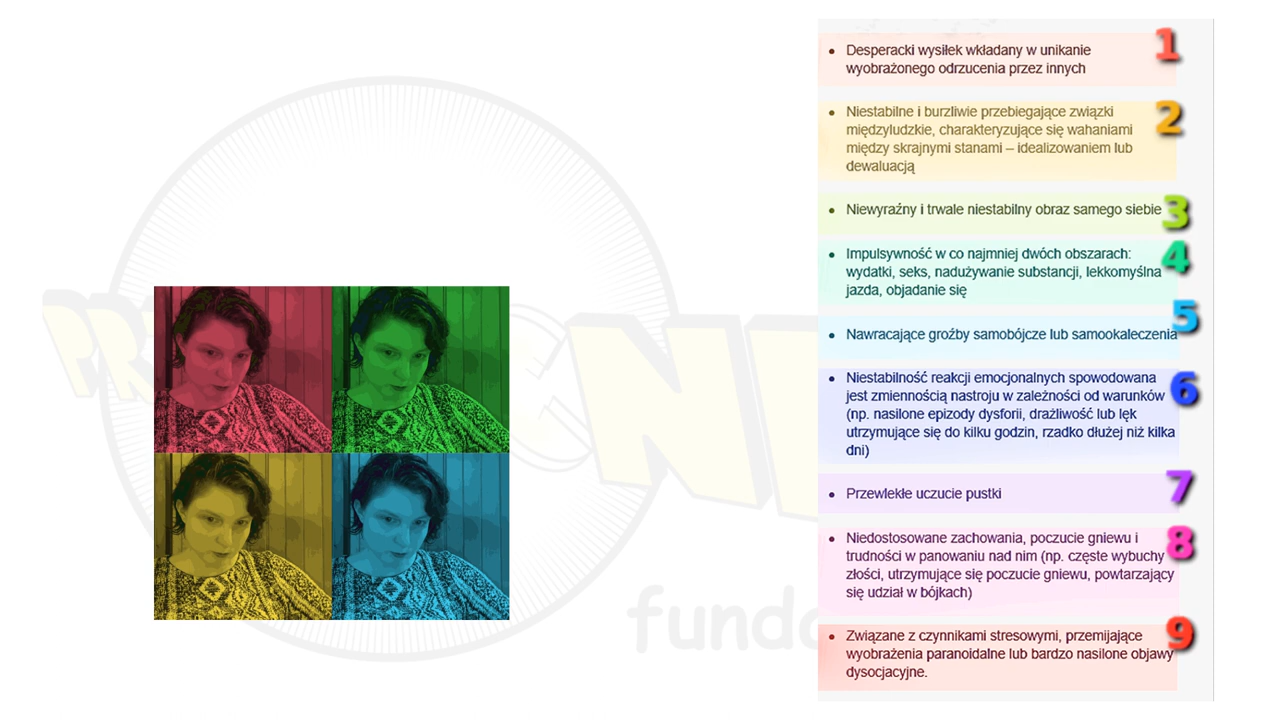 Desperacki wysiłek wkładany w unikanie
wyobrażonego odrzucenia przez innych
1
Niestabilne i burzliwie przebiegające związki
międzyludzkie, charakteryzujące się wahaniami
między skrajnymi stanami – idealizowaniem lub
dewaluacją
2
Niewyraźny i trwale niestabilny obraz samego siebie
3
Impulsywność w co najmniej dwóch obszarach:
wydatki, seks, nadużywanie substancji, lekkomyślna
jazda, objadanie się
4
Nawracające groźby samobójcze lub samookaleczenia
5
Niestabilność reakcji emocjonalnych spowodowana
jest zmiennością nastroju w zależności od warunków
(np. nasilone epizody dysforii, drażliwość lub lęk
utrzymujące się do kilku godzin, rzadko dłużej niż kilka
dni)
6
Przewlekłe uczucie pustki
7
Niedostosowane zachowania, poczucie gniewu i
trudności w panowaniu nad nim (np. częste wybuchy
złości, utrzymujące się poczucie gniewu, powtarzający
się udział w bójkach)
8
Związane z czynnikami stresowymi, przemijające
wyobrażenia paranoidalne lub bardzo nasilone objawy
dysocjacyjne.
9